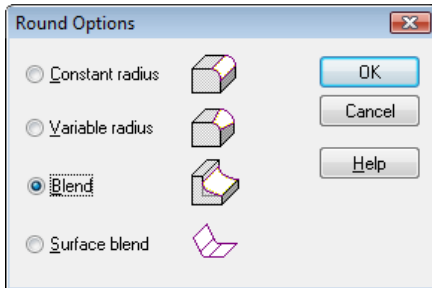 Round Options
Constant radius
Variable radius
Blend
Surface blend
OK
Cancel
Help